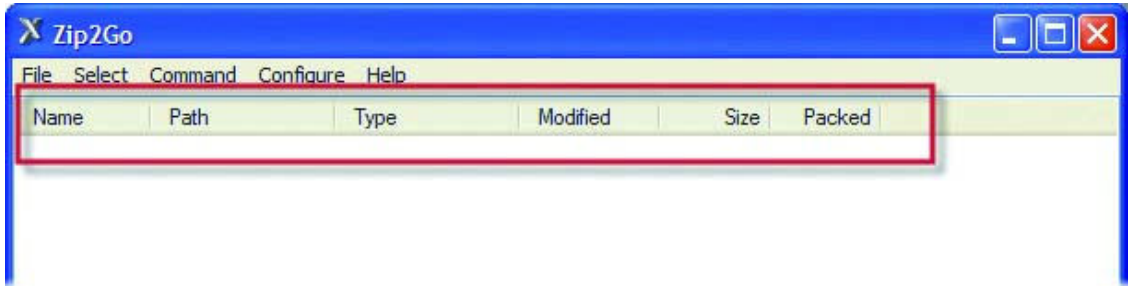 Zip2Go
File Select Command Configure Help
Name Path Type Modified Size Packed